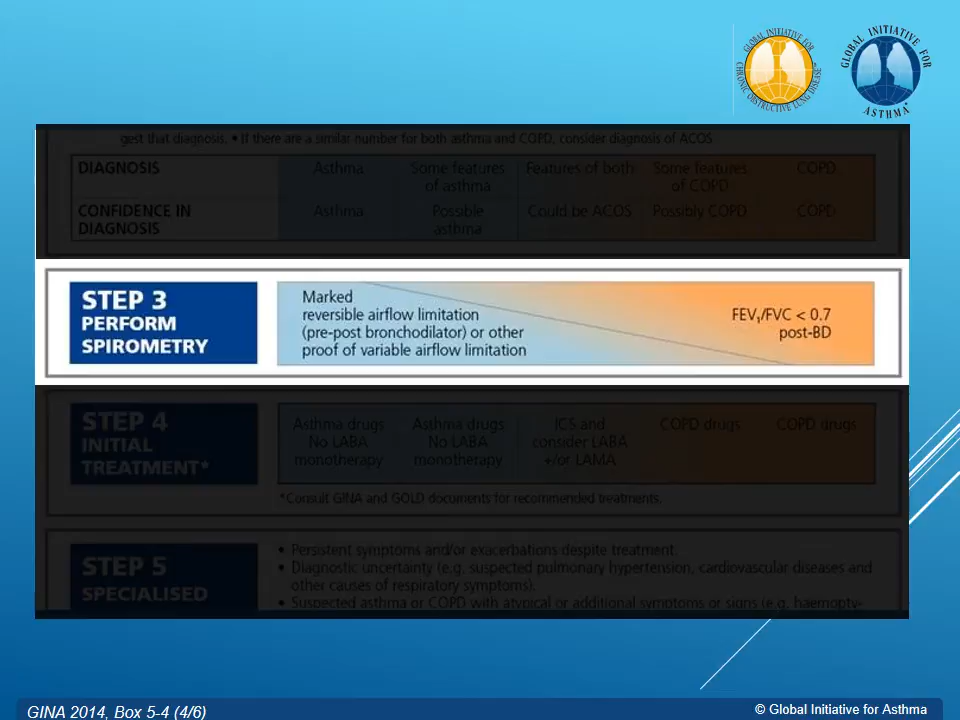 GLOBAL INITIATIVE FOR
CHRONIC OBSTRUCTIVE LUNG DISEASE
GLOBAL INITIATIVE FOR
ASTHMA
gest that diagnosis. • If there are a similar number for both asthma and COPD, consider diagnosis of ACOS
DIAGNOSIS Asthma Some features Features of both Some features COPD
of asthma of COPD
CONFIDENCE IN Asthma Possible Could be ACOS Possibly COPD COPD
DIAGNOSIS asthma
STEP 3
PERFORM
SPIROMETRY
Marked
reversible airflow limitation
(pre-post bronchodilator) or other
proof of variable airflow limitation
FEV₁/FVC < 0.7
post-BD
STEP 4
INITIAL
TREATMENT*
Asthma drugs Asthma drugs ICS and COPD drugs COPD drugs
No LABA No LABA consider LABA
monotherapy monotherapy +/or LAMA
*Consult GINA and GOLD documents for recommended treatments.
STEP 5
SPECIALISED
• Persistent symptoms and/or exacerbations despite treatment.
• Diagnostic uncertainty (e.g. suspected pulmonary hypertension, cardiovascular diseases and
other causes of respiratory symptoms).
• Suspected asthma or COPD with atypical or additional symptoms or signs (e.g. haemopty-
GINA 2014, Box 5-4 (4/6)
© Global Initiative for Asthma